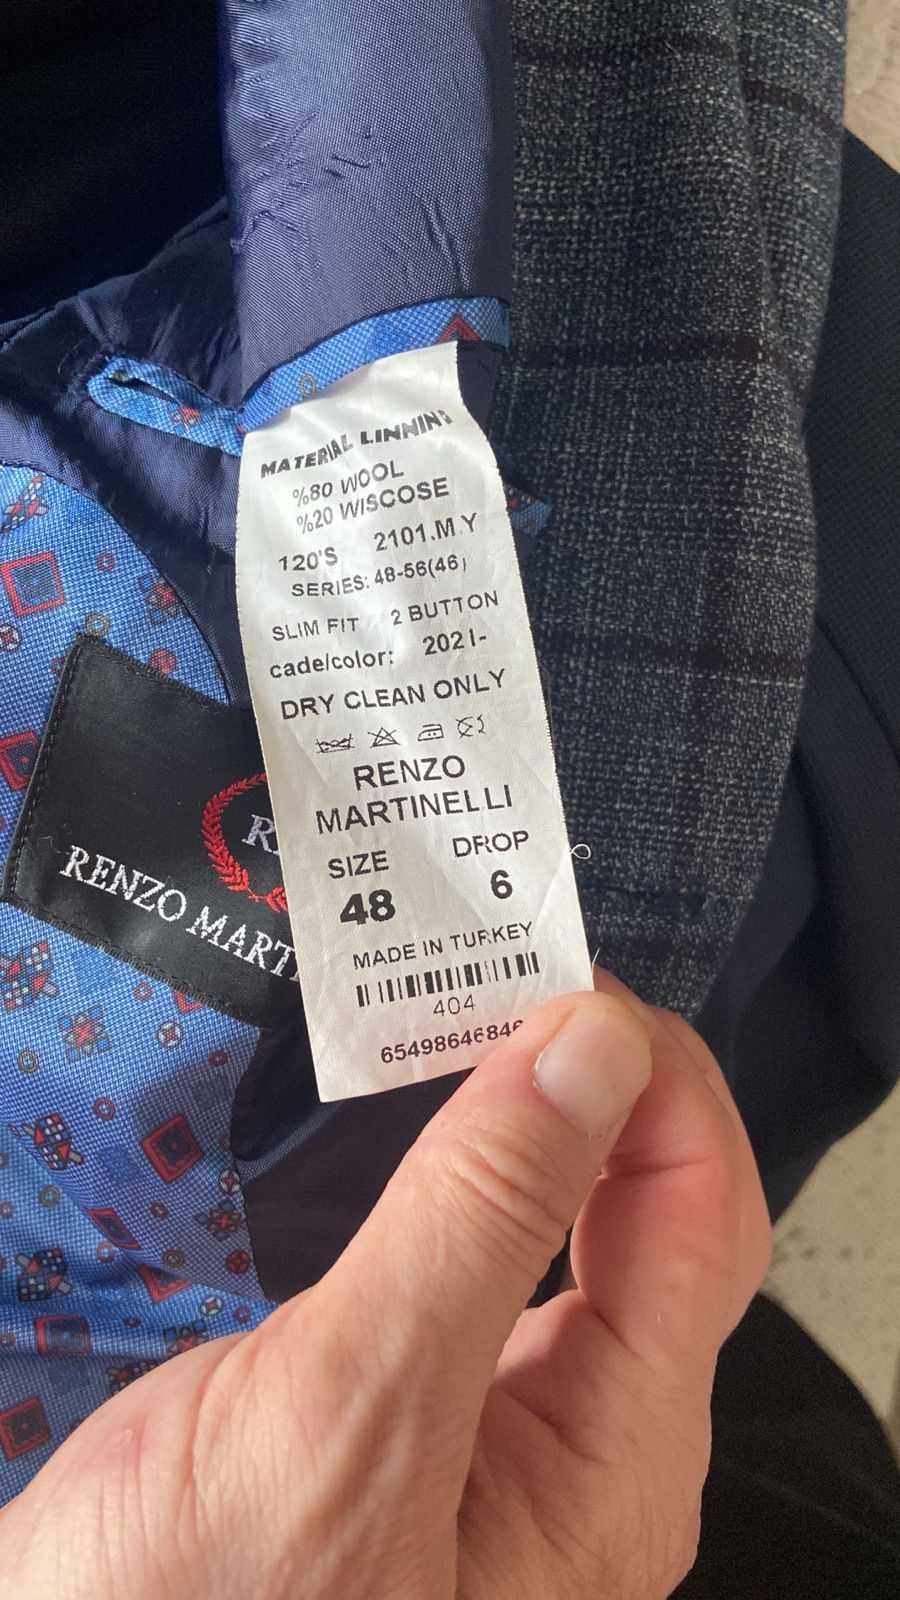 MATERIAL LINNIN
%80 WOOL
%20 WISCOSE
120'S 2101.M.Y
SERIES: 48-56(46)
SLIM FIT 2 BUTTON
cade/color: 2021-
DRY CLEAN ONLY
RENZO
MARTINELLI
SIZE DROP
48 6
MADE IN TURKEY
404
65498646846
R
RENZO MART